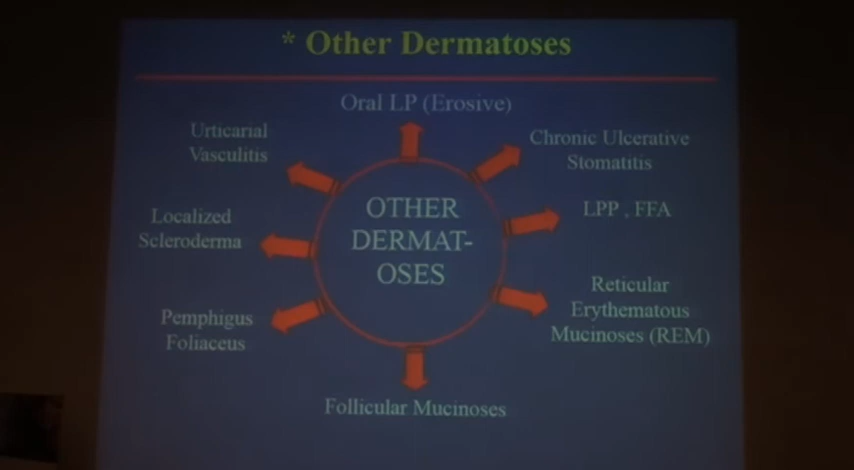 * Other Dermatoses
Oral LP (Erosive)
Urticarial
Vasculitis
Chronic Ulcerative
Stomatitis
Localized
Scleroderma
OTHER
DERMAT-
OSES
LPP , FFA
Pemphigus
Foliaceus
Reticular
Erythematous
Mucinoses (REM)
Follicular Mucinoses